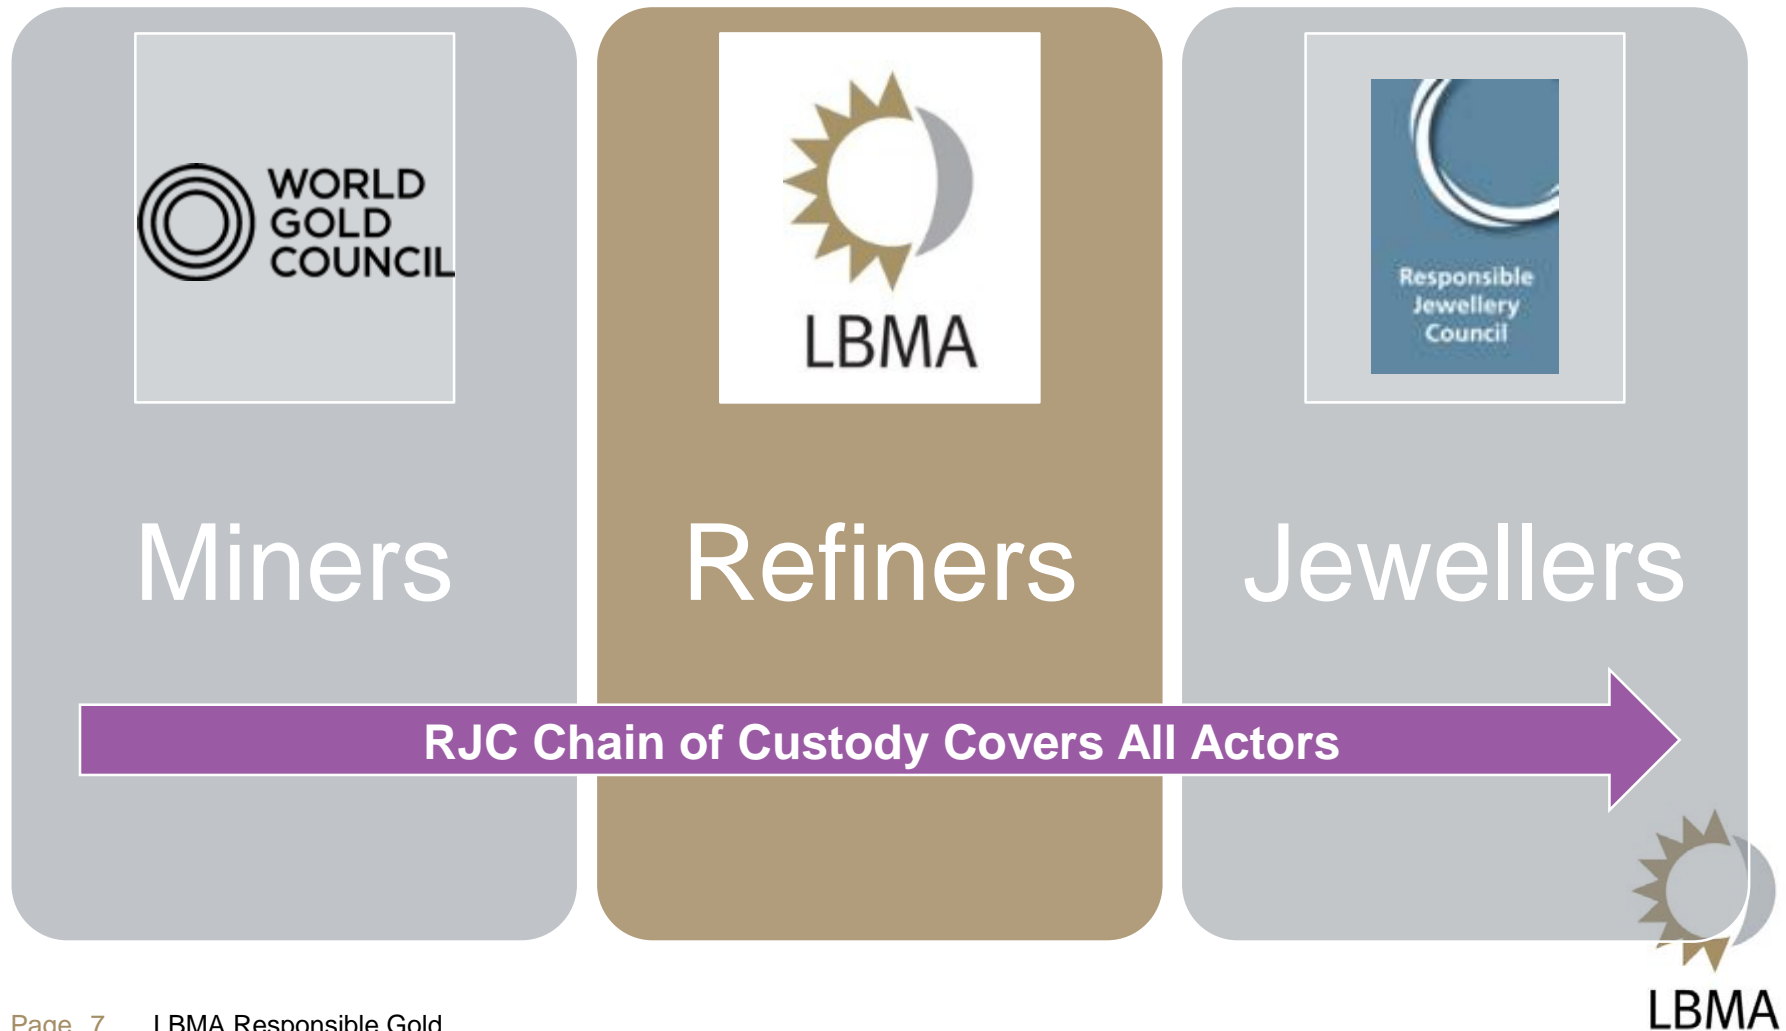 WORLD
GOLD
COUNCIL
LBMA
Responsible
Jewellery
Council
Miners
Refiners
Jewellers
RJC Chain of Custody Covers All Actors
LBMA
Page 7 LBMA Responsible Gold